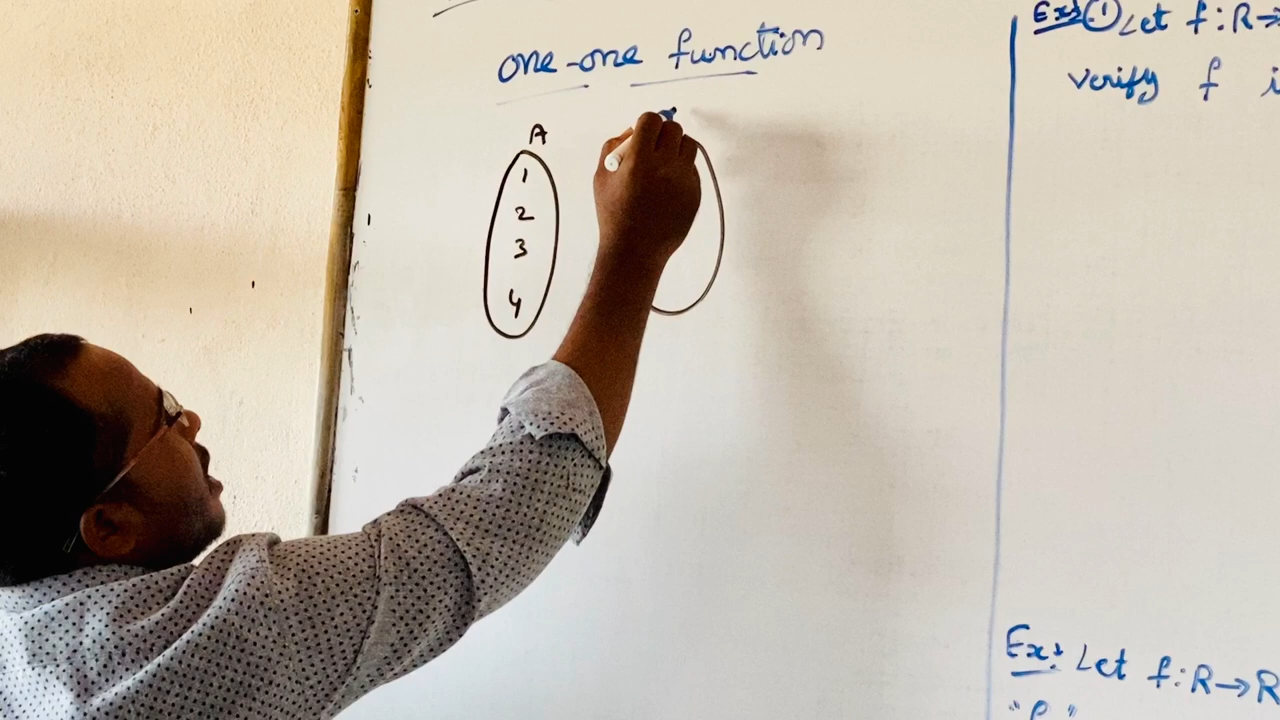 one-one function
A
1
2
3
4
Ex: ① Let f:R→
Verify f
Ex: Let f:R→R